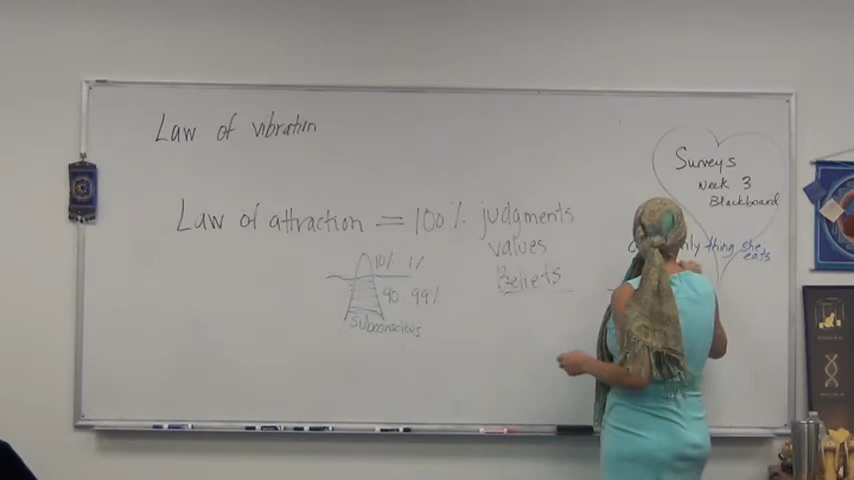 Law of vibration
Law of attraction = 100% judgments
values
Beliefs
10% 1%
90 99%
subconscious
Surveys
Week 3
Blackboard
thing she
eats